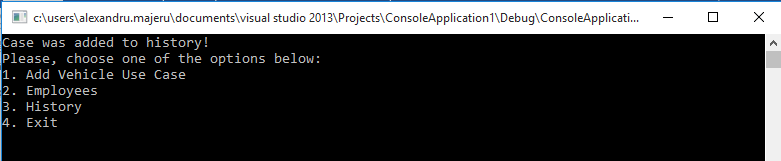 c:\users\alexandru.majeru\documents\visual studio 2013\Projects\ConsoleApplication1\Debug\ConsoleApplicati...
Case was added to history!
Please, choose one of the options below:
1. Add Vehicle Use Case
2. Employees
3. History
4. Exit